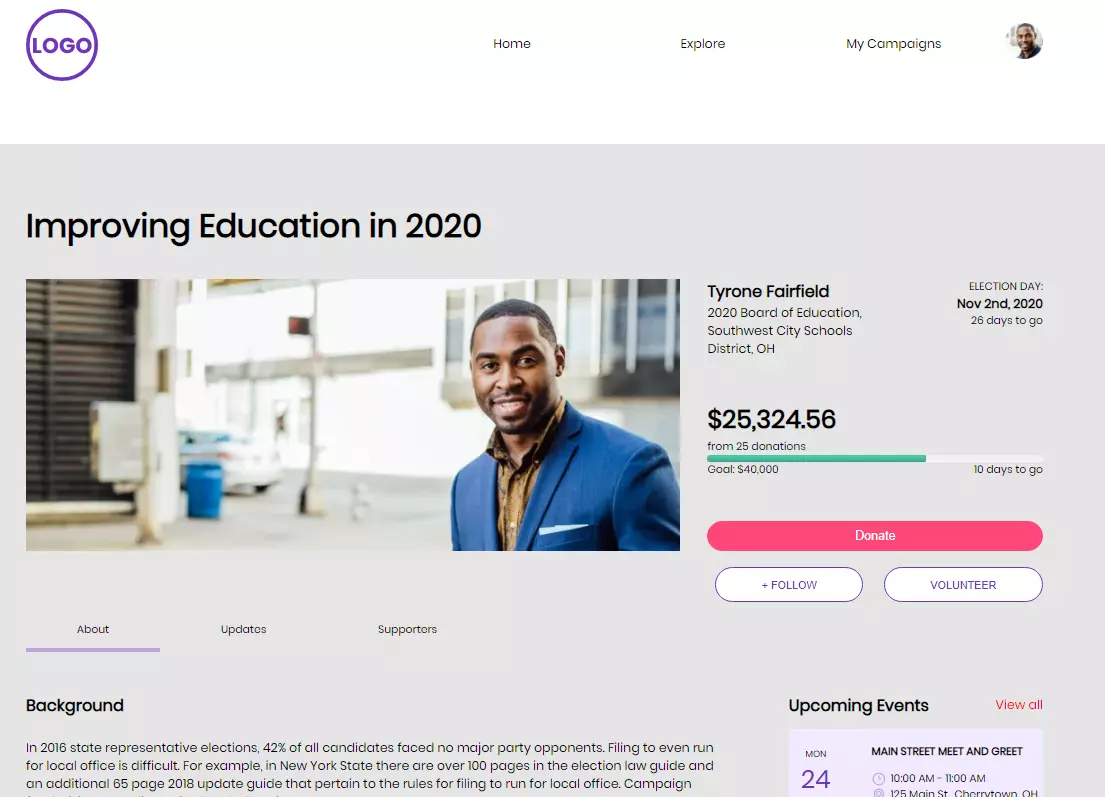 LOGO
Home
Explore
My Campaigns
Improving Education in 2020
Tyrone Fairfield
2020 Board of Education,
Southwest City Schools
District, OH
ELECTION DAY:
Nov 2nd, 2020
26 days to go
$25,324.56
from 25 donations
Goal: $40,000
10 days to go
Donate
+ FOLLOW
VOLUNTEER
About
Updates
Supporters
Background
In 2016 state representative elections, 42% of all candidates faced no major party opponents. Filing to even run
for local office is difficult. For example, in New York State there are over 100 pages in the election law guide and
an additional 65 page 2018 update guide that pertain to the rules for filing to run for local office. Campaign
Upcoming Events
View all
MON
24
MAIN STREET MEET AND GREET
10:00 AM - 11:00 AM
125 Main St, Cherrytown, OH